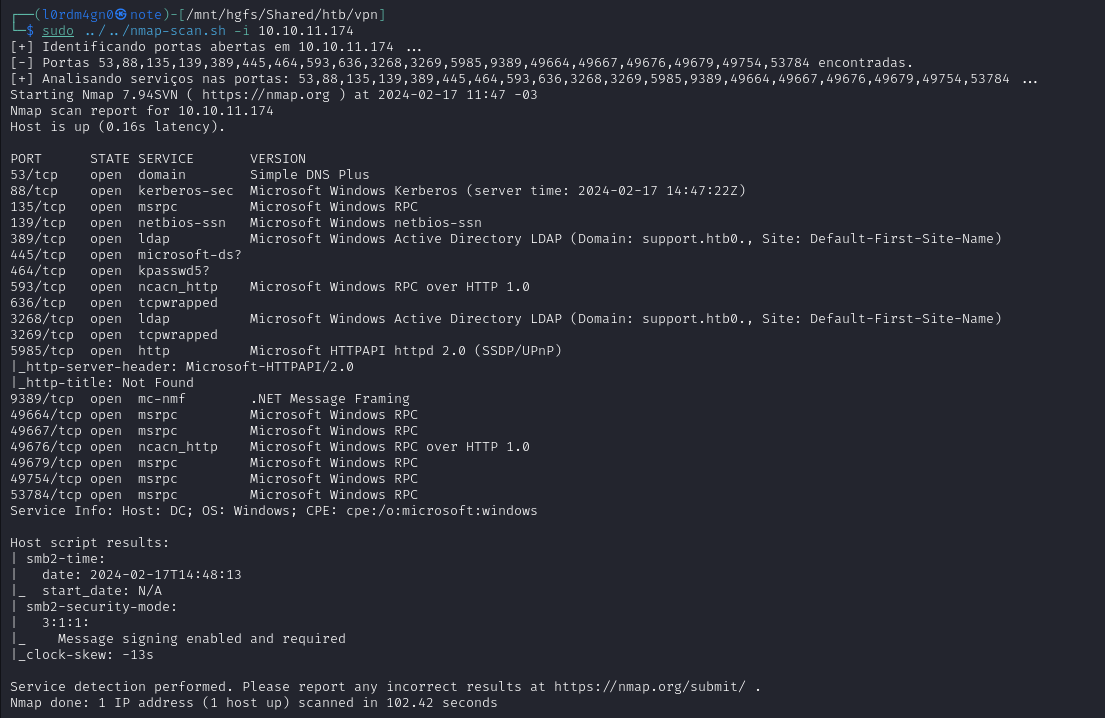 ┌──(l0rdm4gn0㉿note)-[/mnt/hgfs/Shared/htb/vpn]
└─$ sudo ../../nmap-scan.sh -i 10.10.11.174
[+] Identificando portas abertas em 10.10.11.174 ...
[-] Portas 53,88,135,139,389,445,464,593,636,3268,3269,5985,9389,49664,49667,49676,49679,49754,53784 encontradas.
[+] Analisando serviços nas portas: 53,88,135,139,389,445,464,593,636,3268,3269,5985,9389,49664,49667,49676,49679,49754,53784 ...
Starting Nmap 7.94SVN ( https://nmap.org ) at 2024-02-17 11:47 -03
Nmap scan report for 10.10.11.174
Host is up (0.16s latency).
PORT      STATE SERVICE       VERSION
53/tcp    open  domain        Simple DNS Plus
88/tcp    open  kerberos-sec  Microsoft Windows Kerberos (server time: 2024-02-17 14:47:22Z)
135/tcp   open  msrpc         Microsoft Windows RPC
139/tcp   open  netbios-ssn   Microsoft Windows netbios-ssn
389/tcp   open  ldap          Microsoft Windows Active Directory LDAP (Domain: support.htb0., Site: Default-First-Site-Name)
445/tcp   open  microsoft-ds?
464/tcp   open  kpasswd5?
593/tcp   open  ncacn_http    Microsoft Windows RPC over HTTP 1.0
636/tcp   open  tcpwrapped
3268/tcp  open  ldap          Microsoft Windows Active Directory LDAP (Domain: support.htb0., Site: Default-First-Site-Name)
3269/tcp  open  tcpwrapped
5985/tcp  open  http          Microsoft HTTPAPI httpd 2.0 (SSDP/UPnP)
|_http-server-header: Microsoft-HTTPAPI/2.0
|_http-title: Not Found
9389/tcp  open  mc-nmf        .NET Message Framing
49664/tcp open  msrpc         Microsoft Windows RPC
49667/tcp open  msrpc         Microsoft Windows RPC
49676/tcp open  ncacn_http    Microsoft Windows RPC over HTTP 1.0
49679/tcp open  msrpc         Microsoft Windows RPC
49754/tcp open  msrpc         Microsoft Windows RPC
53784/tcp open  msrpc         Microsoft Windows RPC
Service Info: Host: DC; OS: Windows; CPE: cpe:/o:microsoft:windows
Host script results:
| smb2-time:
|   date: 2024-02-17T14:48:13
|_  start_date: N/A
| smb2-security-mode:
|   3:1:1:
|_    Message signing enabled and required
|_clock-skew: -13s
Service detection performed. Please report any incorrect results at https://nmap.org/submit/ .
Nmap done: 1 IP address (1 host up) scanned in 102.42 seconds